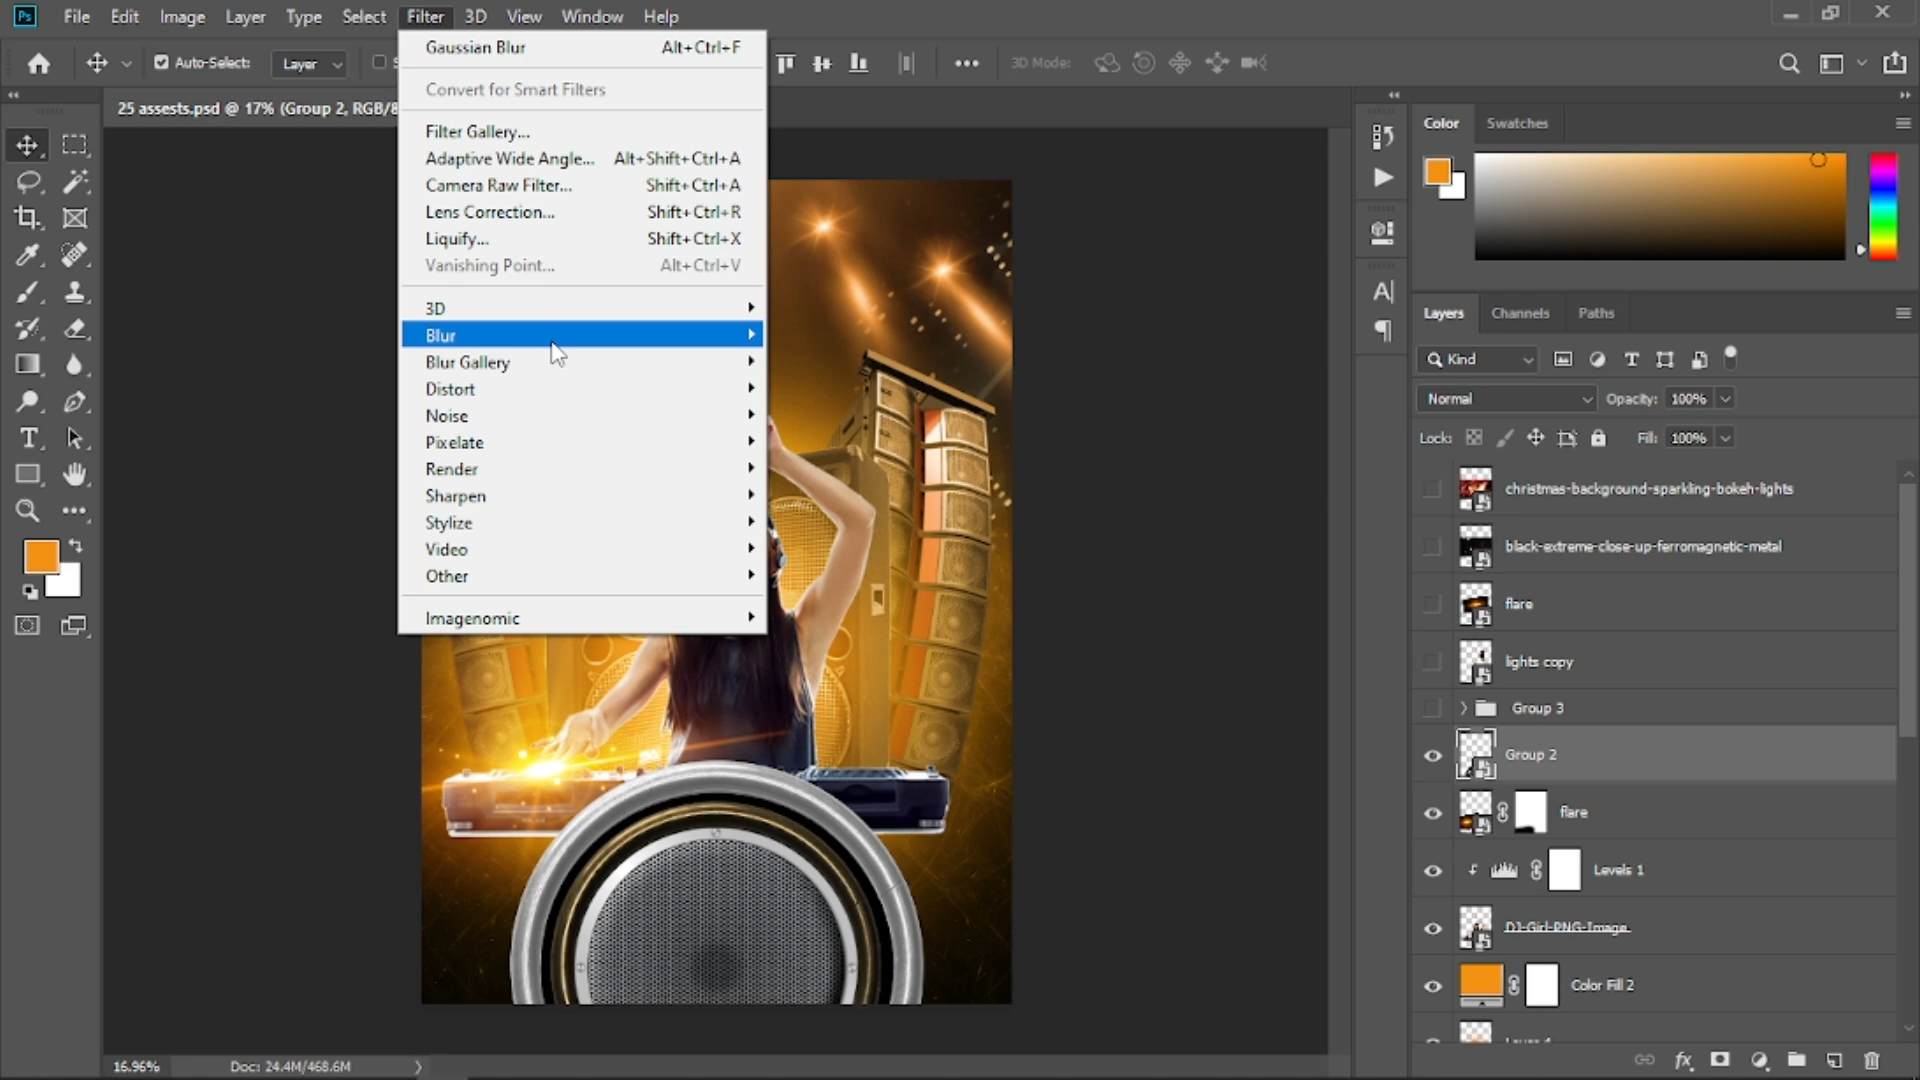 Ps File Edit Image Layer Type Select Filter 3D View Window Help
Auto-Select: Layer S 3D Mode:
25 assests.psd @ 17% (Group 2, RGB/8
Gaussian Blur Alt+Ctrl+F
Convert for Smart Filters
Filter Gallery...
Adaptive Wide Angle... Alt+Shift+Ctrl+A
Camera Raw Filter... Shift+Ctrl+A
Lens Correction... Shift+Ctrl+R
Liquify... Shift+Ctrl+X
Vanishing Point... Alt+Ctrl+V
3D
Blur
Blur Gallery
Distort
Noise
Pixelate
Render
Sharpen
Stylize
Video
Other
Imagenomic
Color Swatches
Layers Channels Paths
Kind
Normal Opacity: 100%
Lock: Fill: 100%
christmas-background-sparkling-bokeh-lights
black-extreme-close-up-ferromagnetic-metal
flare
lights copy
Group 3
Group 2
flare
Levels 1
DJ-Girl-PNG-Image
Color Fill 2
16.96% Doc: 24.4M/468.6M
fx